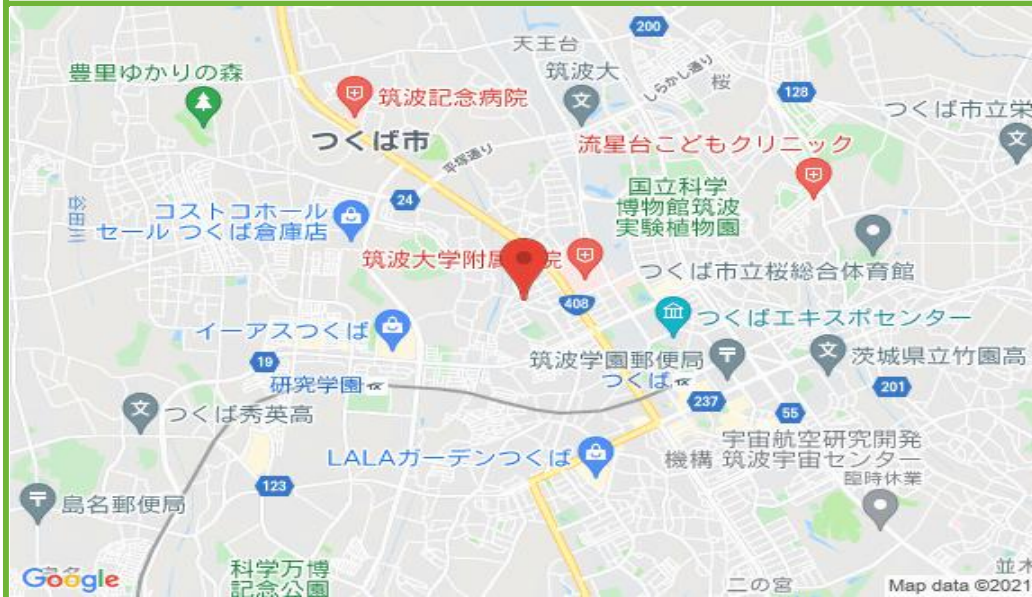 200
天王台
豊里ゆかりの森
筑波大
しらかし通り
桜
筑波記念病院
128
つくば市立栄
つくば市
流星台こどもクリニック
平塚通り
国立科学
博物館筑波
実験植物園
24
谷田川
コストコホール
セール つくば倉庫店
筑波大学附属
院
つくば市立桜総合体育館
408
つくばエキスポセンター
イーアスつくば
筑波学園郵便局
茨城県立竹園高
19
つくば
研究学園
201
237
つくば秀英高
55
宇宙航空研究開発
機構 筑波宇宙センター
臨時休業
LALAガーデンつくば
123
島名郵便局
科学万博
記念公園
並木
二の宮
Google
Map data ©2021